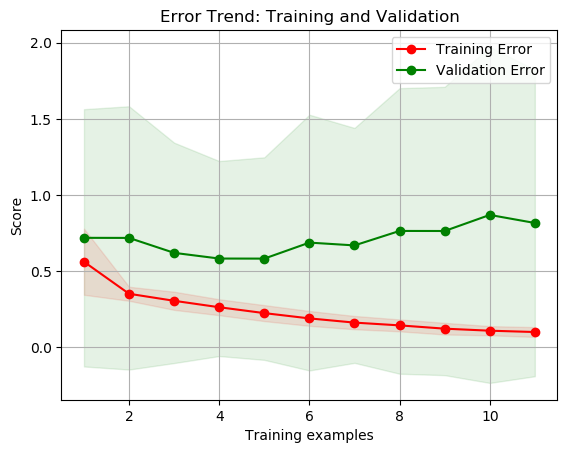 Error Trend: Training and Validation
2.0
1.5
1.0
0.5
0.0
Score
Training Error
Validation Error
2
4
6
8
10
Training examples